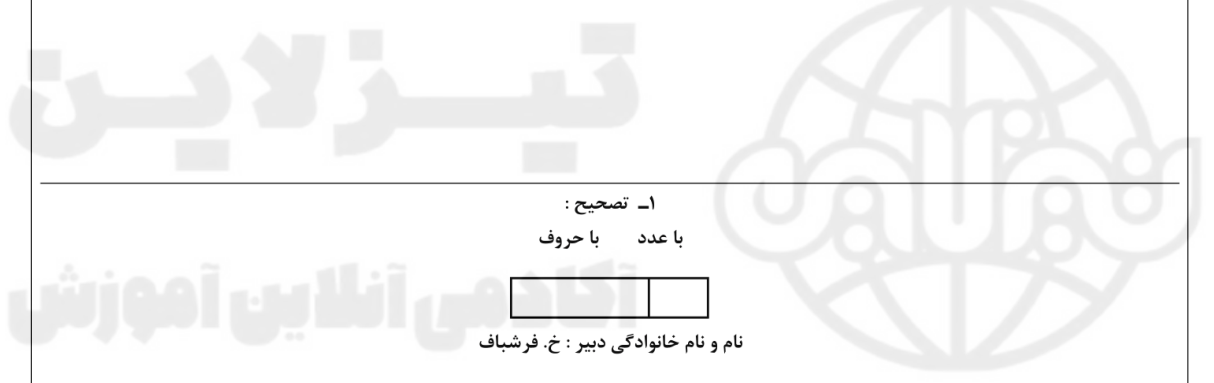 تیزلاین
۱ـ تصحیح :
با عدد با حروف
آکادمی آنلاین آموزش
نام و نام خانوادگی دبیر : خ. فرشباف